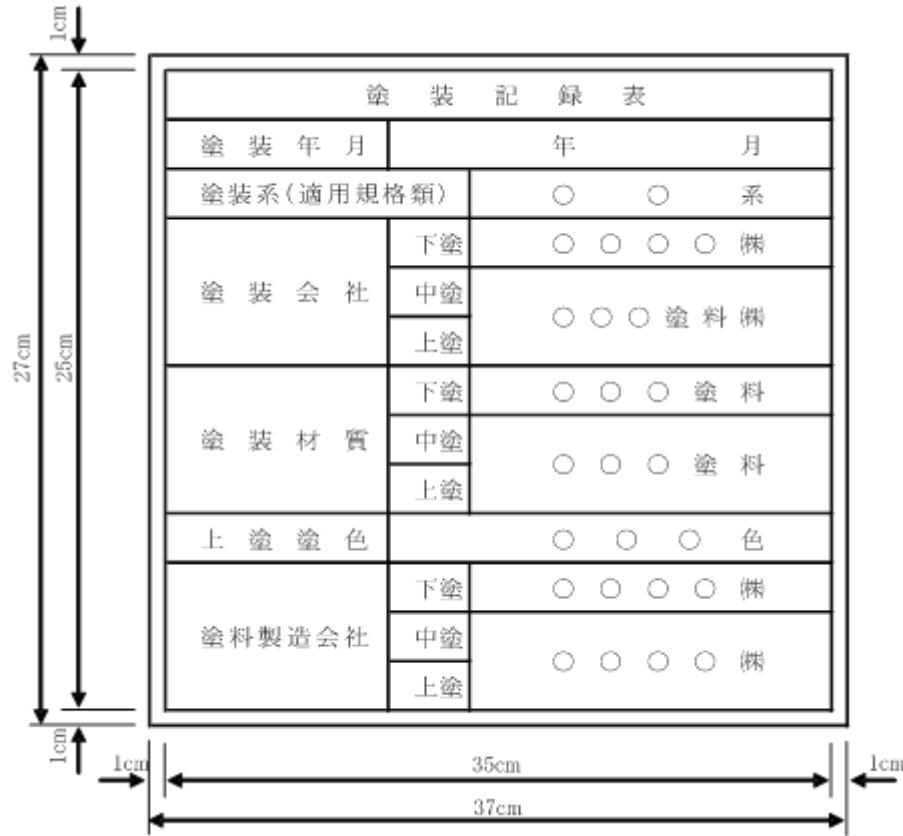 1cm
塗装記録表
塗装年月 年 月
塗装系(適用規格類) ○ ○ 系
下塗 ○ ○ ○ ○ ㈱
塗装会社 中塗 ○ ○ ○ 塗料 ㈱
上塗
27cm
25cm
下塗 ○ ○ ○ 塗料
塗装材質 中塗 ○ ○ ○ 塗料
上塗
上塗塗色 ○ ○ ○ 色
下塗 ○ ○ ○ ○ ㈱
塗料製造会社 中塗 ○ ○ ○ ○ ㈱
上塗
1cm
1cm 35cm 1cm
37cm